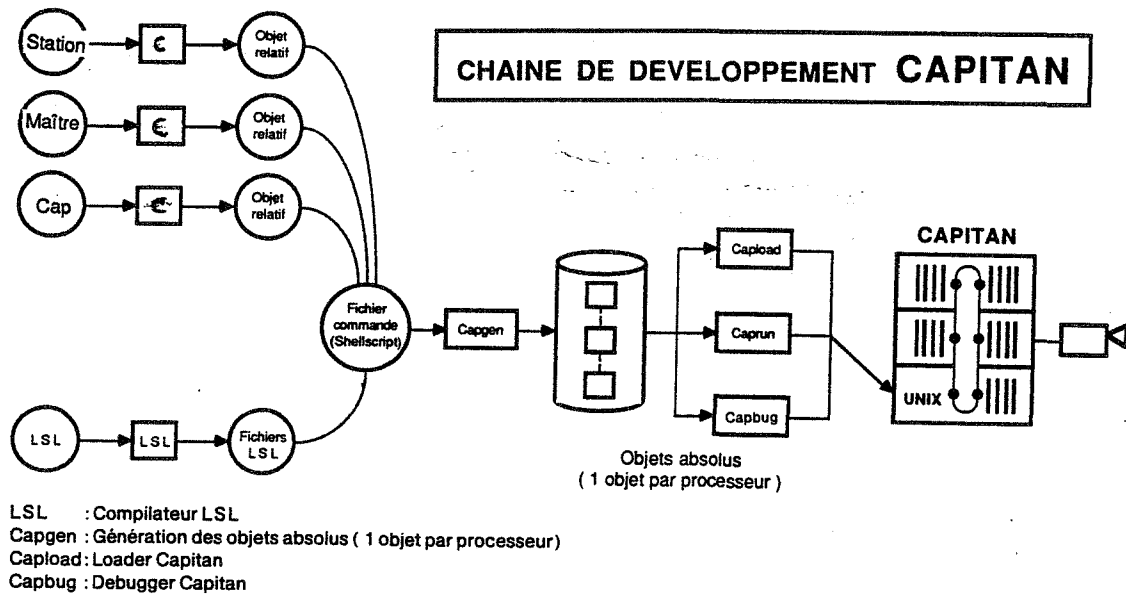 Station
C
Objet
relatif
CHAINE DE DEVELOPPEMENT CAPITAN
Maître
C
Objet
relatif
Cap
C
Objet
relatif
CAPITAN
Capload
Fichier
commande
(Shellscript)
Capgen
Caprun
UNIX
Capbug
LSL
LSL
Fichiers
LSL
Objets absolus
( 1 objet par processeur )
LSL : Compilateur LSL
Capgen : Génération des objets absolus ( 1 objet par processeur)
Capload : Loader Capitan
Capbug : Debugger Capitan